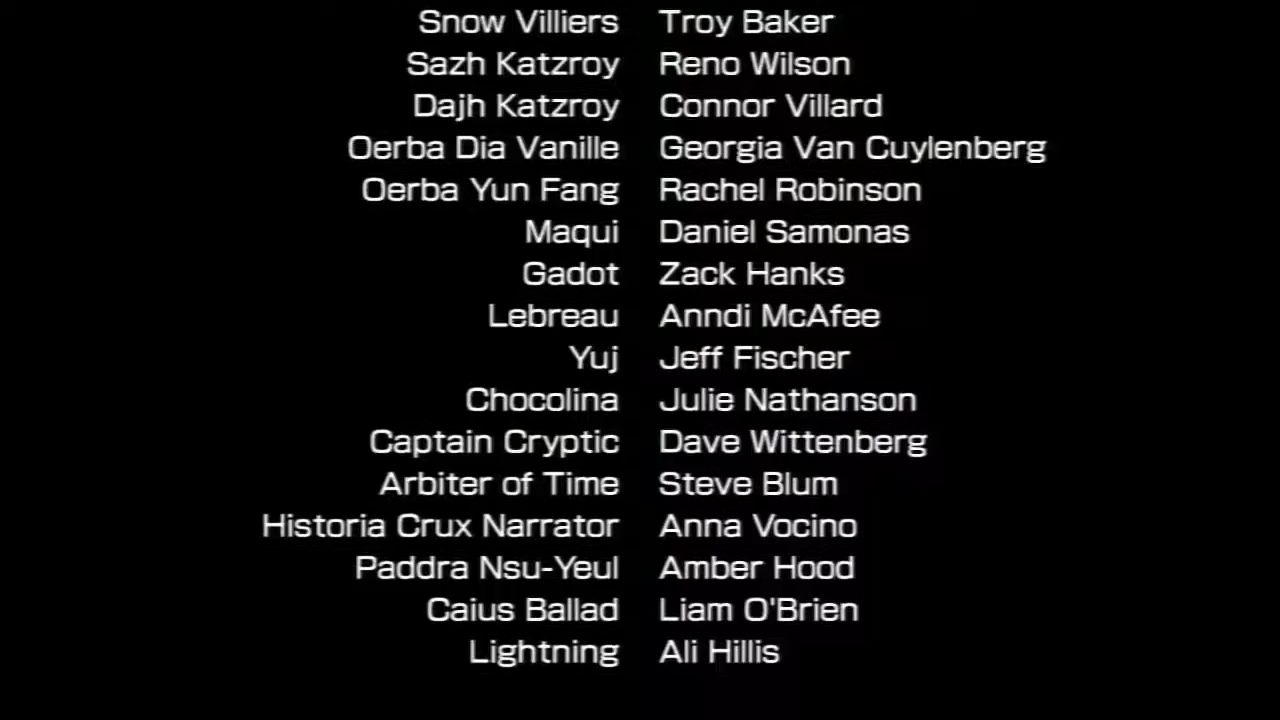 Snow Villiers Troy Baker
Sazh Katzroy Reno Wilson
Dajh Katzroy Connor Villard
Oerba Dia Vanille Georgia Van Cuylenberg
Oerba Yun Fang Rachel Robinson
Maqui Daniel Samonas
Gadot Zack Hanks
Lebreau Anndi McAfee
Yuj Jeff Fischer
Chocolina Julie Nathanson
Captain Cryptic Dave Wittenberg
Arbiter of Time Steve Blum
Historia Crux Narrator Anna Vocino
Paddra Nsu-Yeul Amber Hood
Caius Ballad Liam O'Brien
Lightning Ali Hillis